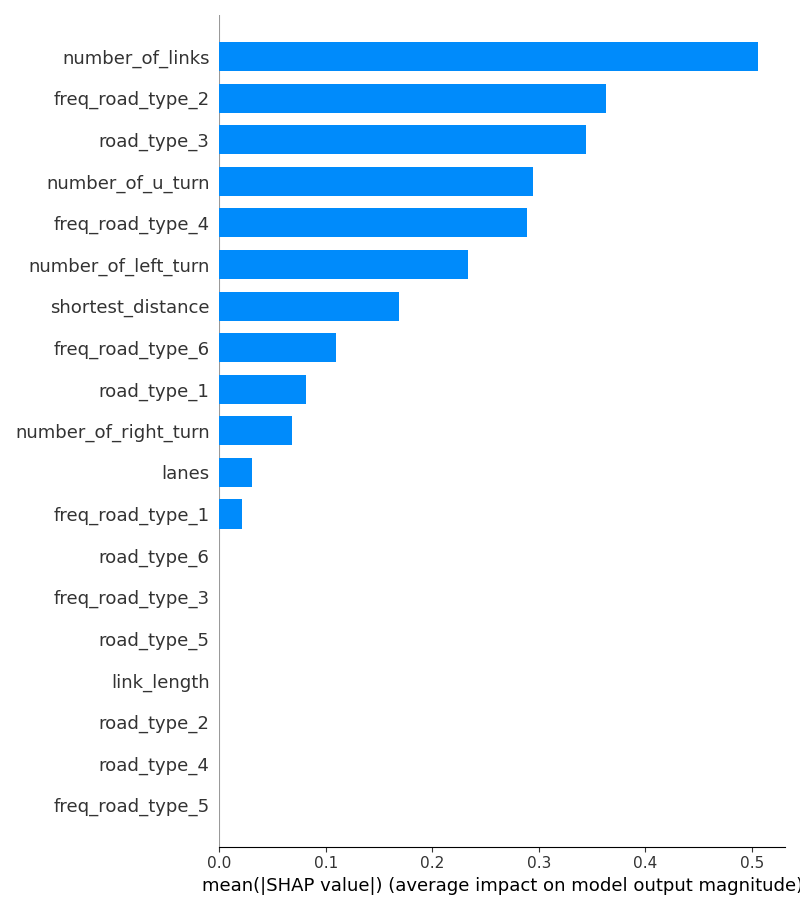 number_of_links
freq_road_type_2
road_type_3
number_of_u_turn
freq_road_type_4
number_of_left_turn
shortest_distance
freq_road_type_6
road_type_1
number_of_right_turn
lanes
freq_road_type_1
road_type_6
freq_road_type_3
road_type_5
link_length
road_type_2
road_type_4
freq_road_type_5
0.0 0.1 0.2 0.3 0.4 0.5
mean(|SHAP value|) (average impact on model output magnitude)